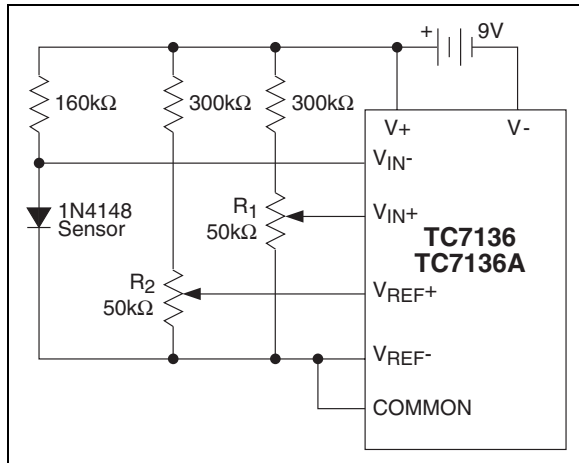 + 9V
160kΩ 300kΩ 300kΩ
V+ V-
VIN-
1N4148
Sensor
R1
50kΩ
VIN+
TC7136
TC7136A
R2
50kΩ
VREF+
VREF-
COMMON